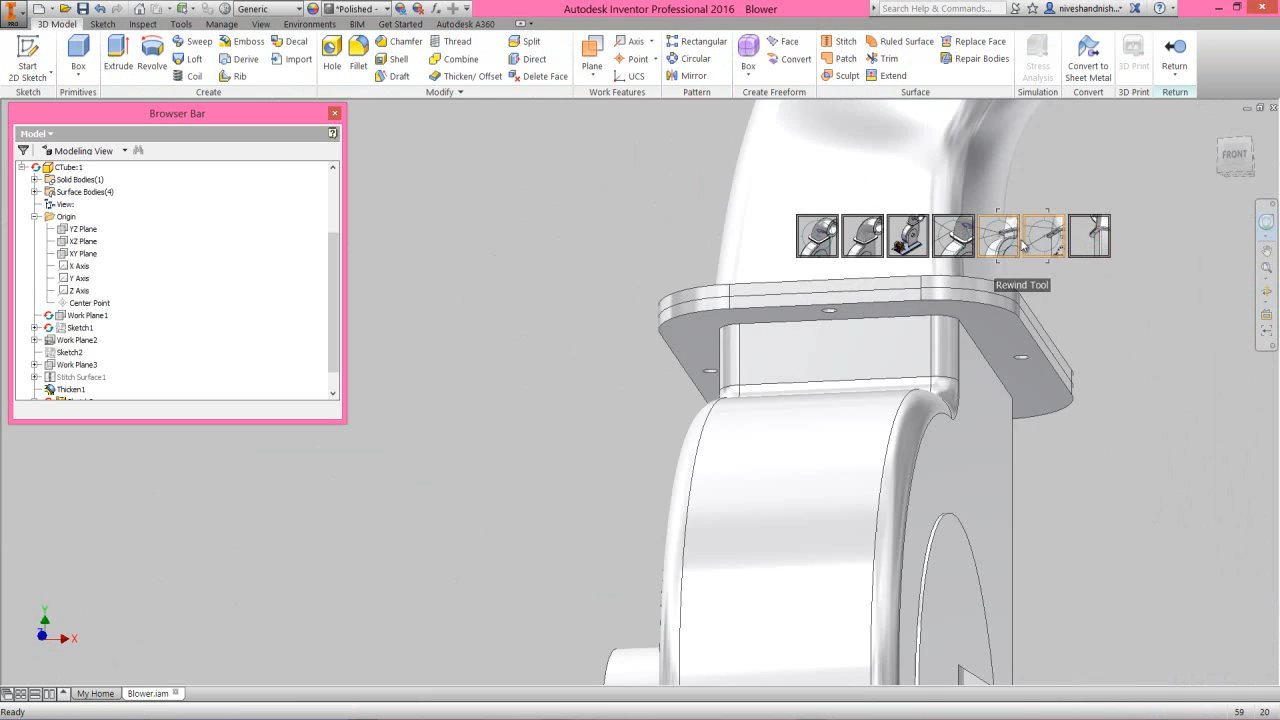 Generic
*Polished
fx
Autodesk Inventor Professional 2016 Blower
Search Help & Commands...
niveshandnish...
PRO
3D Model Sketch Inspect Tools Manage View Environments BIM Get Started Autodesk A360
Start
2D Sketch
Box
Extrude
Revolve
Sweep
Loft
Coil
Emboss
Derive
Rib
Decal
Import
Hole
Fillet
Chamfer
Shell
Draft
Thread
Combine
Thicken/ Offset
Split
Direct
Delete Face
Plane
Axis
Point
UCS
Rectangular
Circular
Mirror
Box
Face
Convert
Stitch
Patch
Sculpt
Ruled Surface
Trim
Extend
Replace Face
Repair Bodies
Stress
Analysis
Convert to
Sheet Metal
3D Print
Return
Sketch Primitives Create Modify Work Features Pattern Create Freeform Surface Simulation Convert 3D Print Return
Browser Bar
Model
Modeling View
CTube:1
Solid Bodies(1)
Surface Bodies(4)
View:
Origin
YZ Plane
XZ Plane
XY Plane
X Axis
Y Axis
Z Axis
Center Point
Work Plane1
Sketch1
Work Plane2
Sketch2
Work Plane3
Stitch Surface1
Thicken1
FRONT
Rewind Tool
Y
Z
X
My Home Blower.iam
Ready
59 20